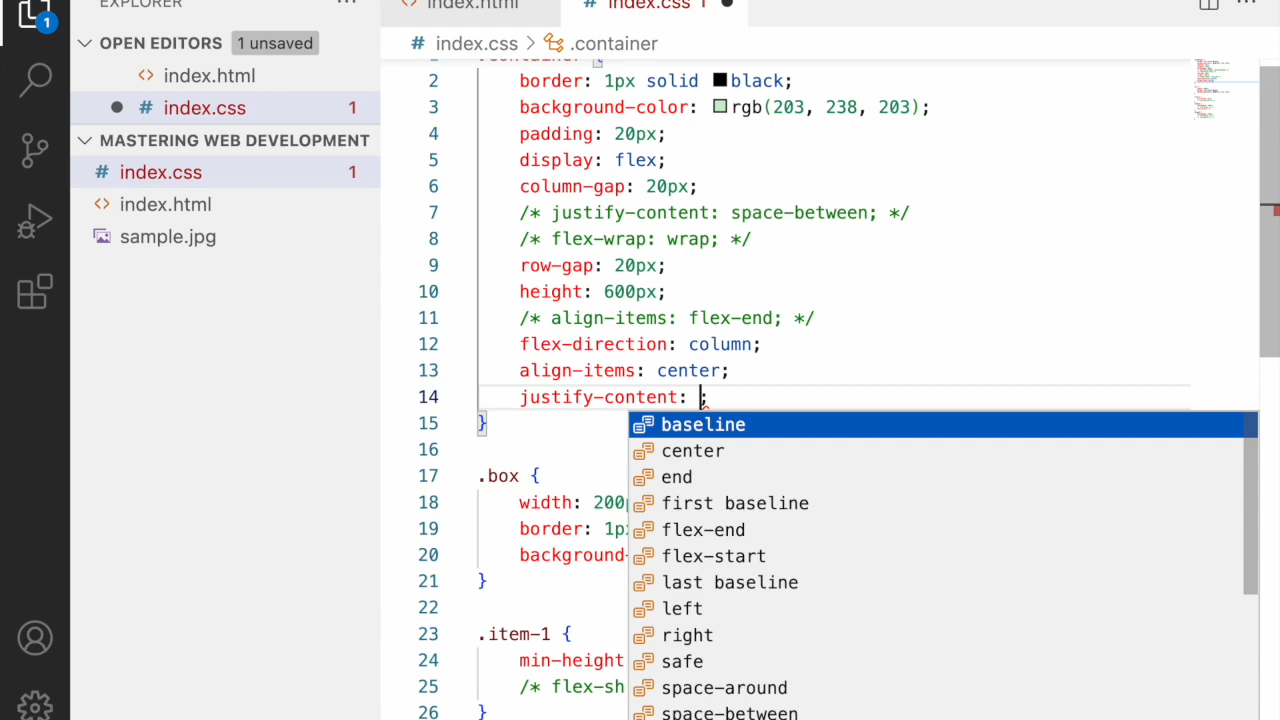 EXPLORER
index.html
# index.css 1
1
OPEN EDITORS 1 unsaved
index.html
# index.css 1
MASTERING WEB DEVELOPMENT
# index.css 1
index.html
sample.jpg
# index.css > .container
1 .container {
2 border: 1px solid black;
3 background-color: rgb(203, 238, 203);
4 padding: 20px;
5 display: flex;
6 column-gap: 20px;
7 /* justify-content: space-between; */
8 /* flex-wrap: wrap; */
9 row-gap: 20px;
10 height: 600px;
11 /* align-items: flex-end; */
12 flex-direction: column;
13 align-items: center;
14 justify-content: ;
15 }
16
17 .box {
18 width: 200p
19 border: 1px
20 background-
21 }
22
23 .item-1 {
24 min-height
25 /* flex-sh
26 }
baseline
center
end
first baseline
flex-end
flex-start
last baseline
left
right
safe
space-around
space-between